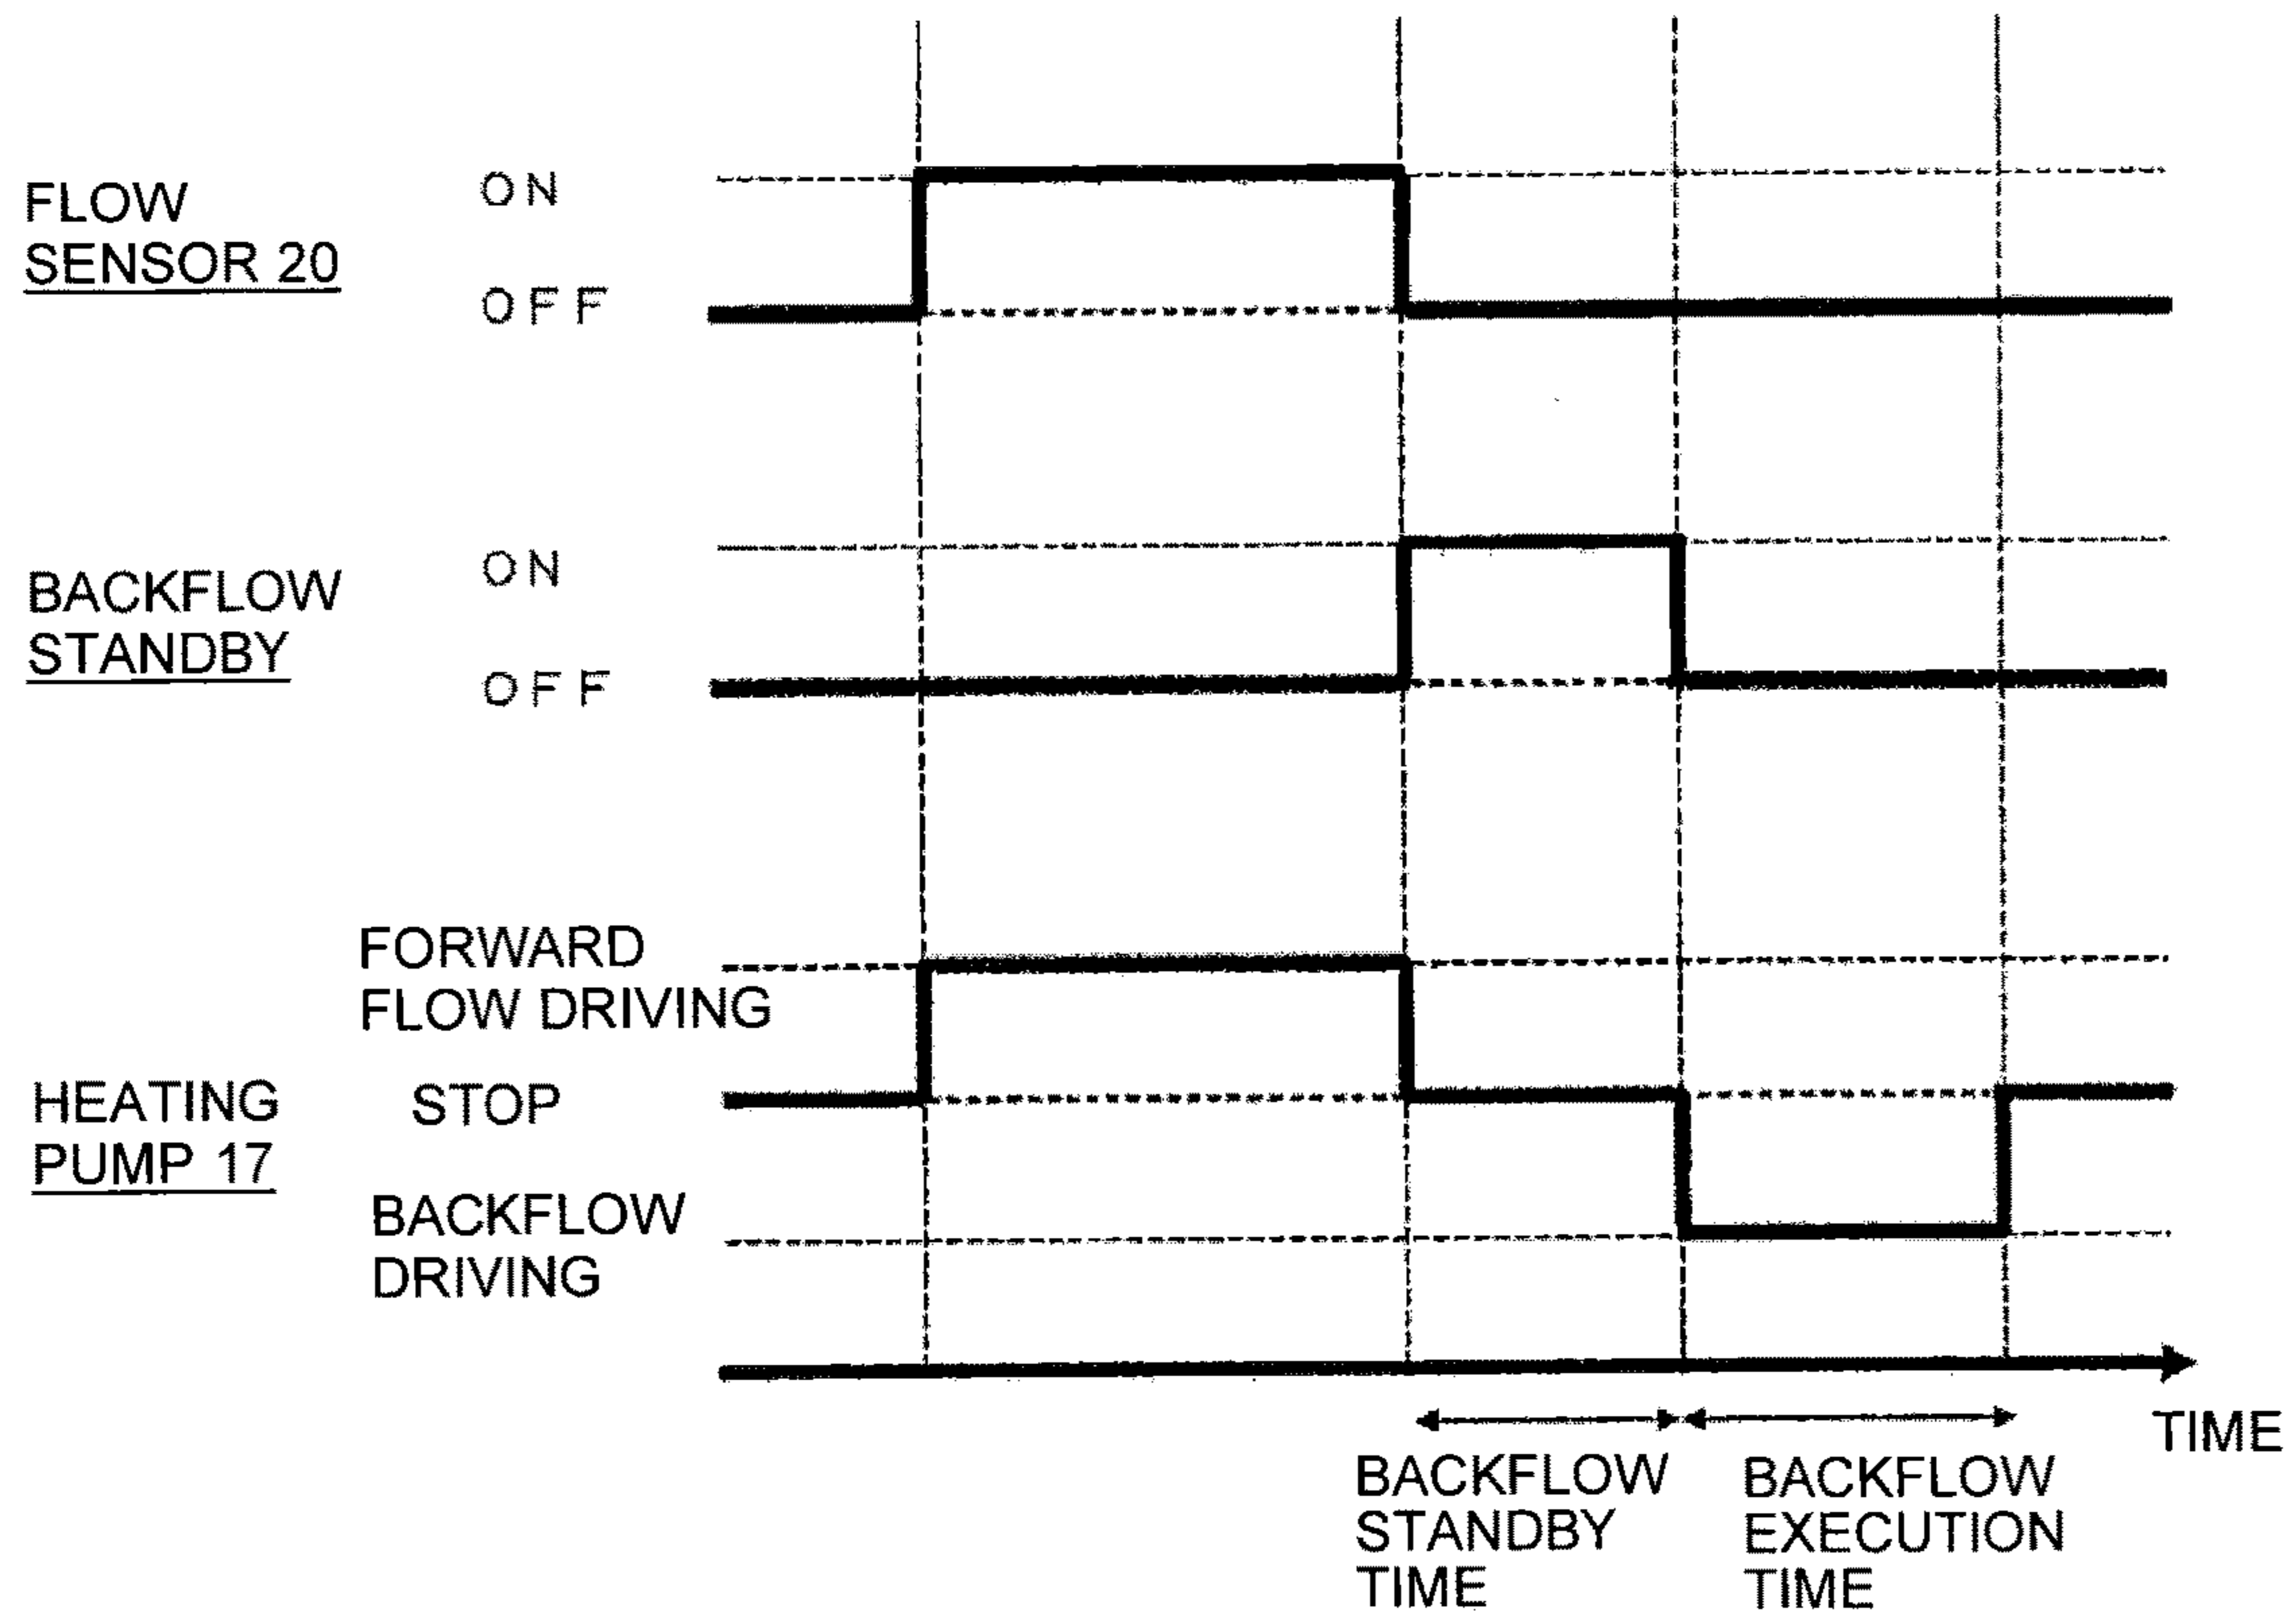 FLOW
SENSOR 20
ON
OFF
BACKFLOW
STANDBY
ON
OFF
HEATING
PUMP 17
FORWARD
FLOW DRIVING
STOP
BACKFLOW
DRIVING
TIME
BACKFLOW
STANDBY
TIME
BACKFLOW
EXECUTION
TIME